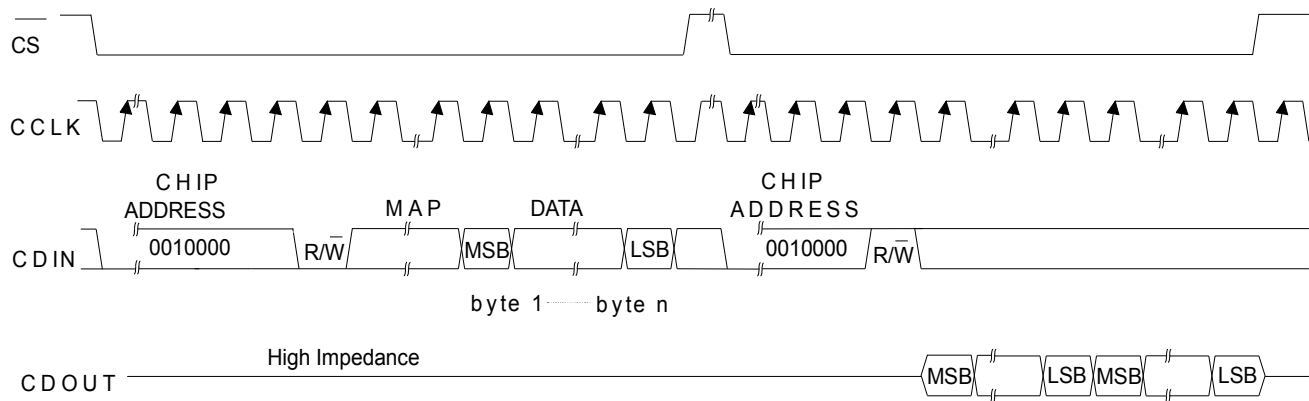 CS
CCLK
CHIP
ADDRESS
MAP
DATA
CHIP
ADDRESS
CDIN
0010000
R/W
MSB
LSB
0010000
R/W
byte 1
byte n
High Impedance
CDOUT
MSB
LSB
MSB
LSB